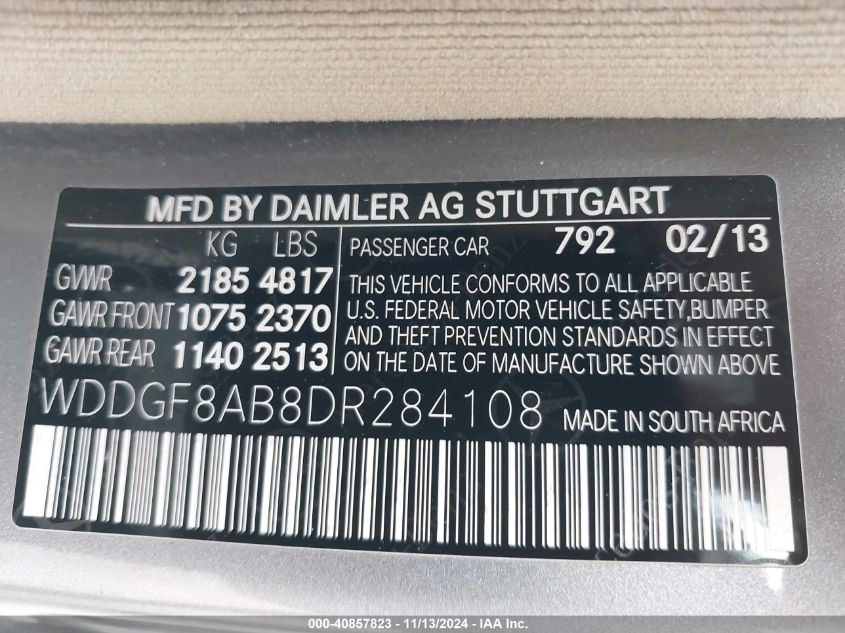 MFD BY DAIMLER AG STUTTGART
KG LBS
GVWR 2185 4817
GAWR FRONT 1075 2370
GAWR REAR 1140 2513
PASSENGER CAR 792 02/13
THIS VEHICLE CONFORMS TO ALL APPLICABLE
U.S. FEDERAL MOTOR VEHICLE SAFETY,BUMPER
AND THEFT PREVENTION STANDARDS IN EFFECT
ON THE DATE OF MANUFACTURE SHOWN ABOVE
WDDGF8AB8DR284108 MADE IN SOUTH AFRICA
000-40857823 - 11/13/2024 - IAA Inc.